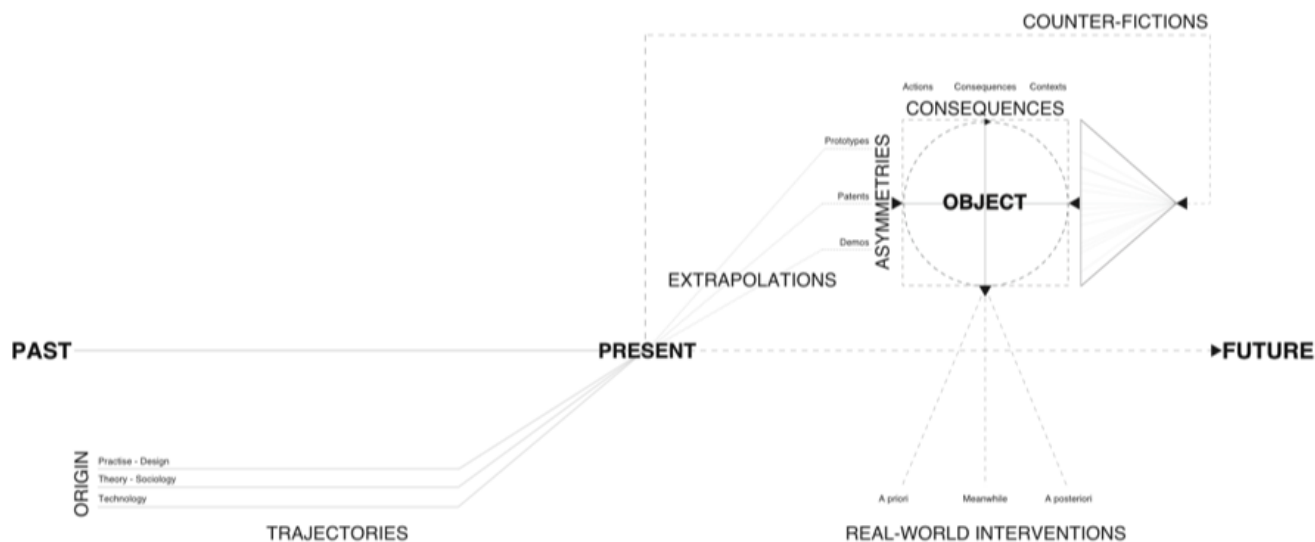 COUNTER-FICTIONS
Actions Consequences Contexts
CONSEQUENCES
Prototypes
ASYMMETRIES
Patents
OBJECT
Demos
EXTRAPOLATIONS
PAST
PRESENT
FUTURE
ORIGIN
Practise - Design
Theory - Sociology
Technology
A priori Meanwhile A posteriori
TRAJECTORIES
REAL-WORLD INTERVENTIONS